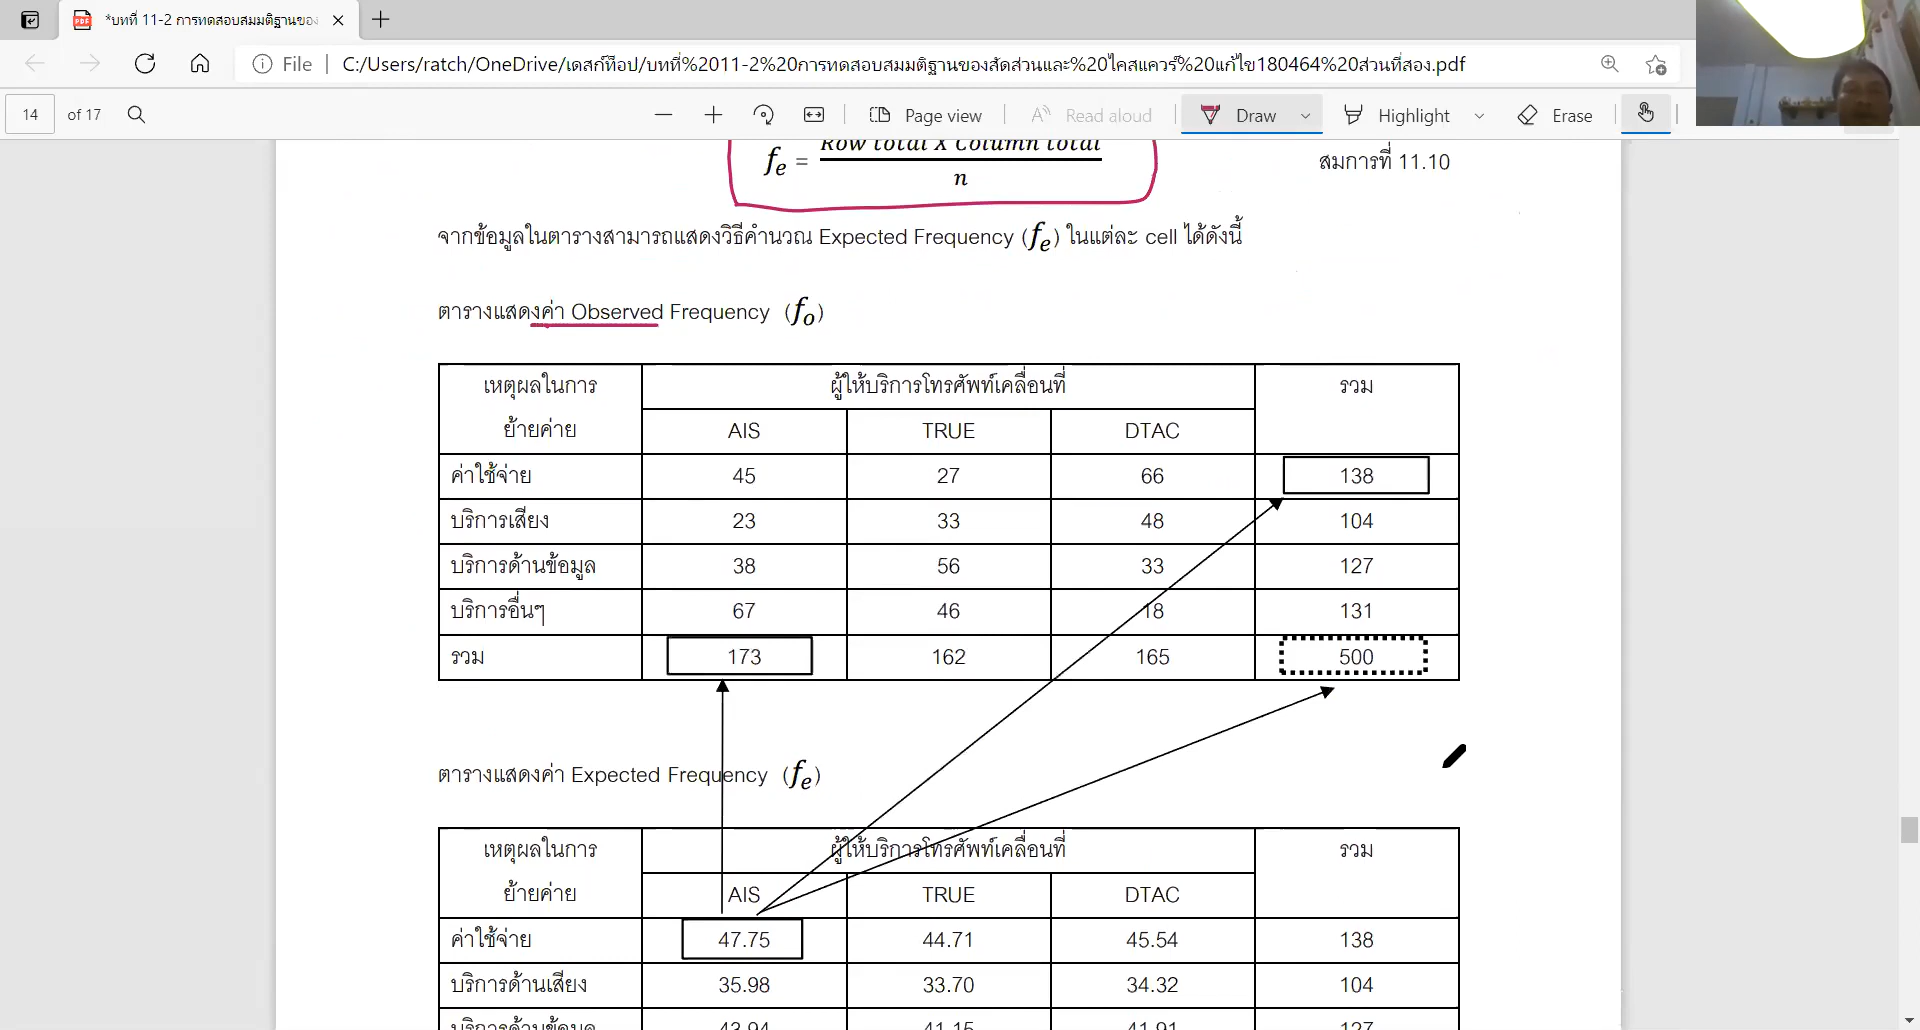 *บทที่ 11-2 การทดสอบสมมติฐานของ
File
C:/Users/ratch/OneDrive/เดสก์ท็อป/บทที่%2011-2%20การทดสอบสมมติฐานของสัดส่วนและ%20ไคสแควร์%20แก้ไข180464%20ส่วนที่สอง.pdf
14 of 17 Page view Read aloud Draw Highlight Erase
fe = Row total X Column total
n
สมการที่ 11.10
จากข้อมูลในตารางสามารถแสดงวิธีคำนวณ Expected Frequency (fe) ในแต่ละ cell ได้ดังนี้
ตารางแสดงค่า Observed Frequency (fo)
เหตุผลในการ ผู้ให้บริการโทรศัพท์เคลื่อนที่ รวม
ย้ายค่าย AIS TRUE DTAC
ค่าใช้จ่าย 45 27 66 138
บริการเสียง 23 33 48 104
บริการด้านข้อมูล 38 56 33 127
บริการอื่นๆ 67 46 18 131
รวม 173 162 165 500
ตารางแสดงค่า Expected Frequency (fe)
เหตุผลในการ ผู้ให้บริการโทรศัพท์เคลื่อนที่ รวม
ย้ายค่าย AIS TRUE DTAC
ค่าใช้จ่าย 47.75 44.71 45.54 138
บริการด้านเสียง 35.98 33.70 34.32 104
บริการด้านข้อมูล 43.94 41.15 41.91 127